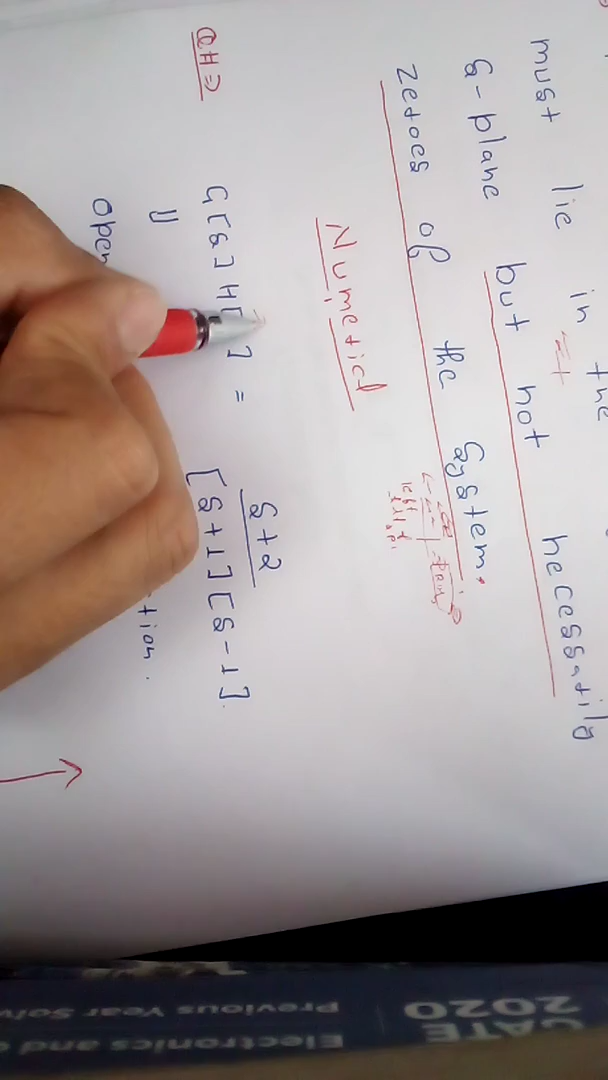 must lie in the
s-plane but not necessarily
zeroes of the system.
Numerical
Q#⇒
G[s] H[ ] = s+2
[s+1][s-1].
open
tion.
GATE
2020
Previous Year Solv
Electronics and